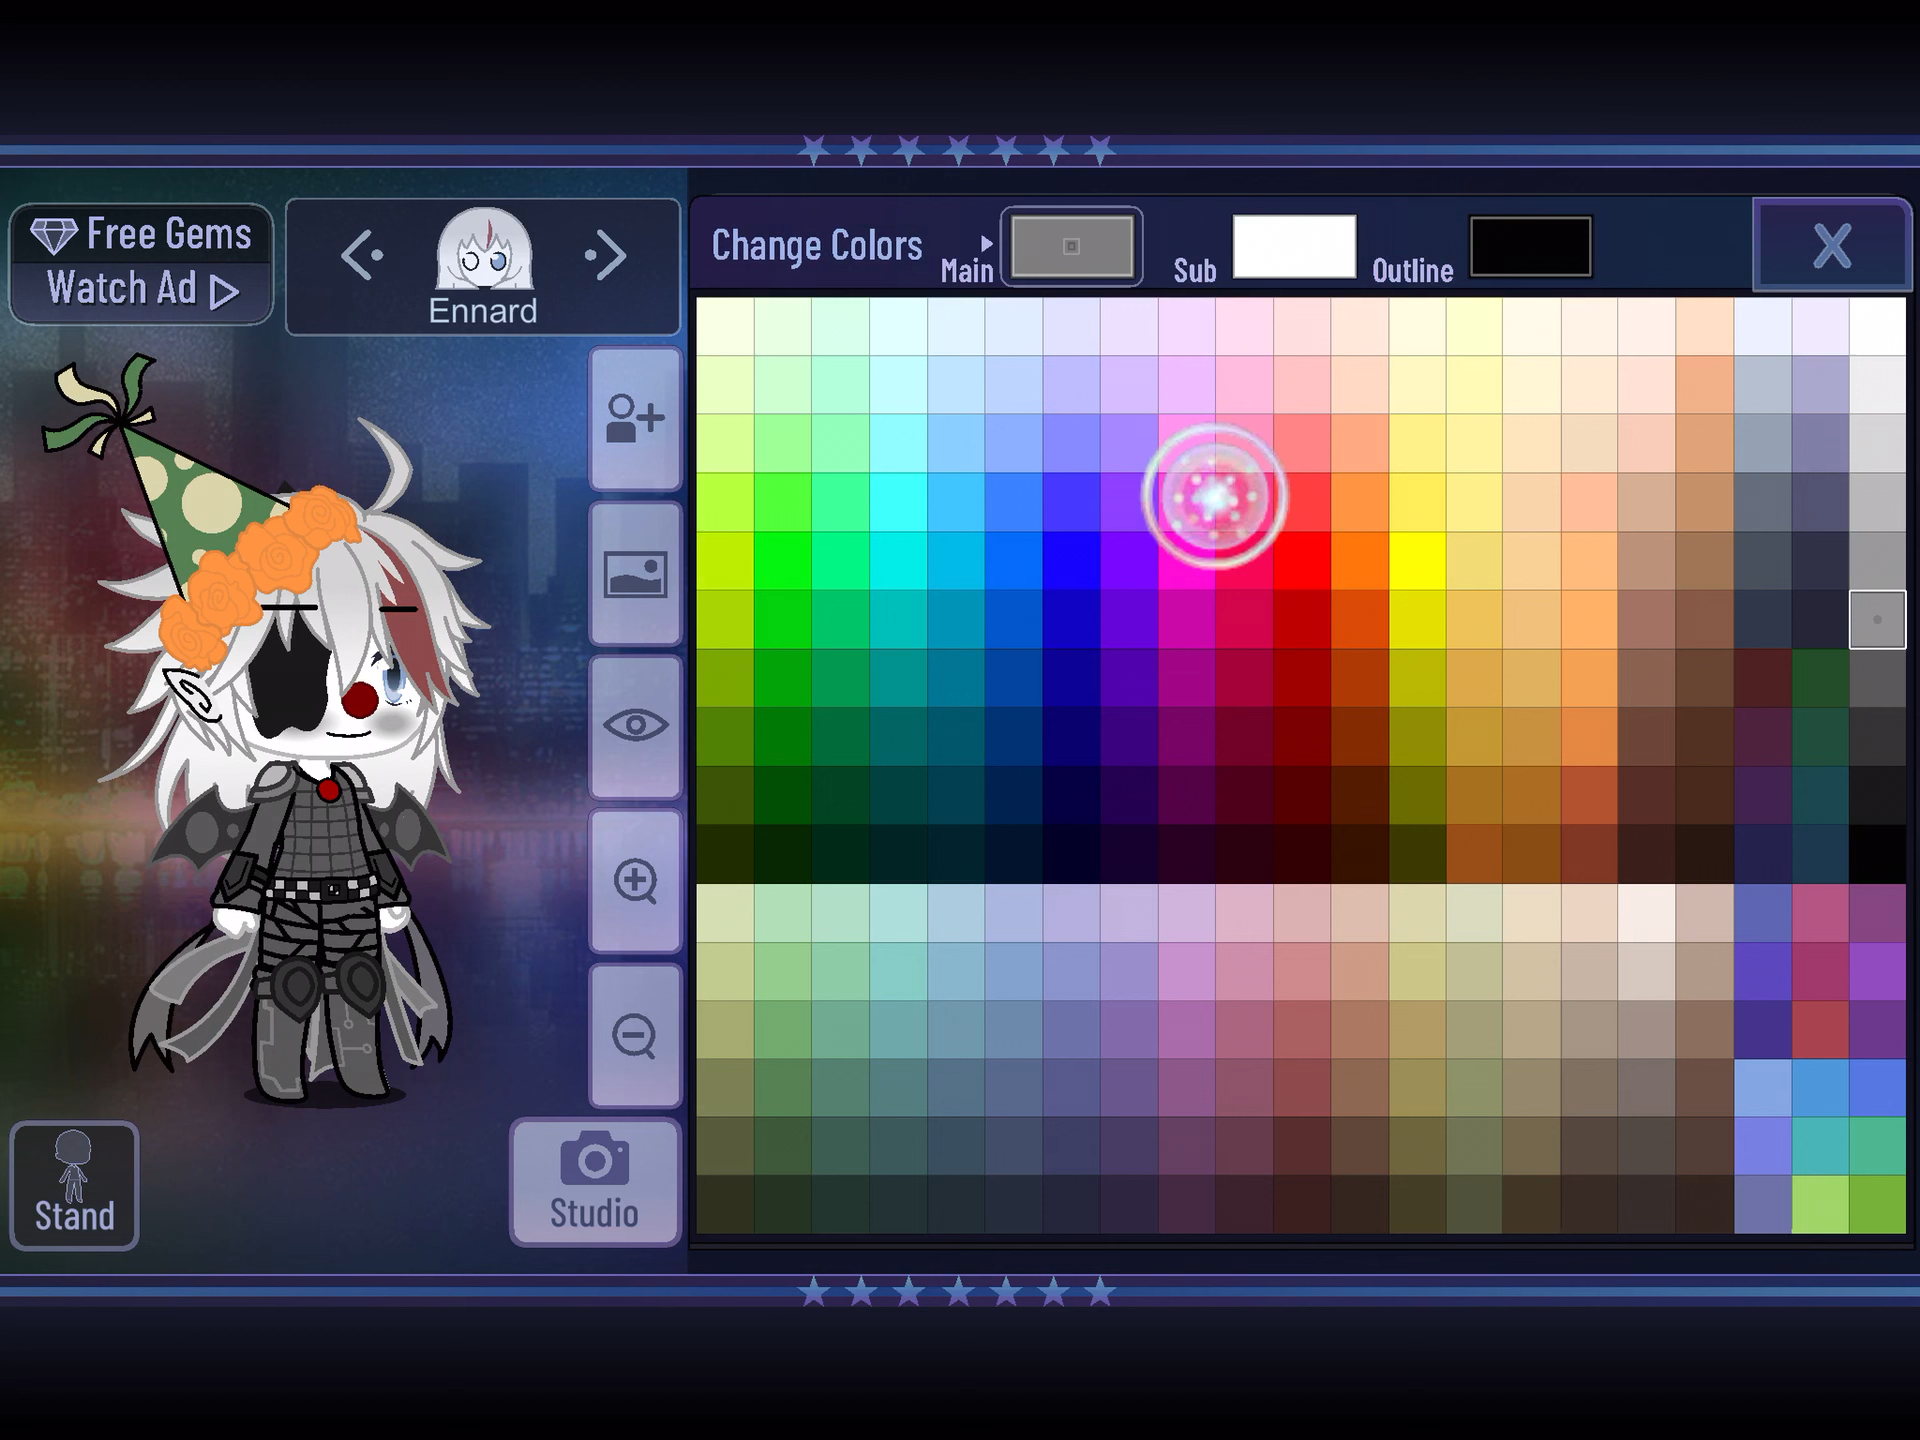 Free Gems
Watch Ad
Ennard
Change Colors
Main
Sub
Outline
X
Stand
Studio